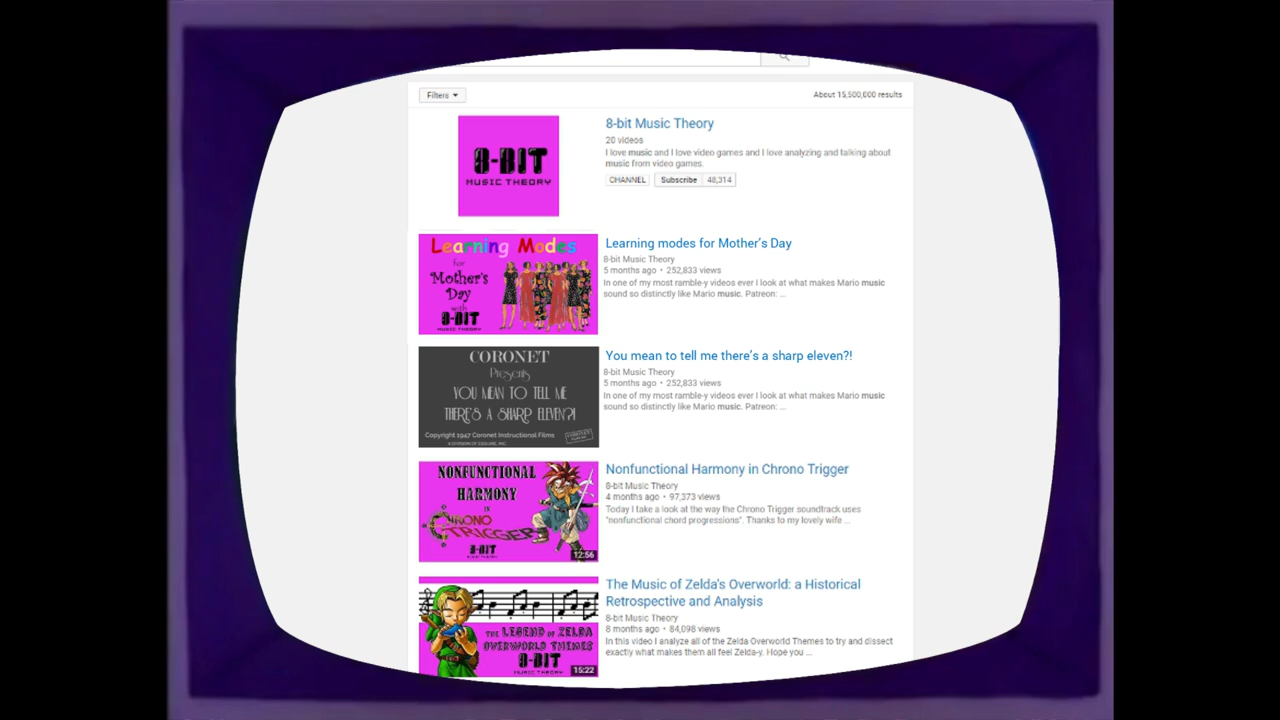 Filters
About 15,500,000 results
8-BIT
MUSIC THEORY
8-bit Music Theory
20 videos
I love music and I love video games and I love analyzing and talking about
music from video games.
CHANNEL Subscribe 48,314
Learning Modes
for
Mother's
Day
with
8-BIT
MUSIC THEORY
Learning modes for Mother's Day
8-bit Music Theory
5 months ago • 252,833 views
In one of my most ramble-y videos ever I look at what makes Mario music
sound so distinctly like Mario music. Patreon: ...
CORONET
Presents
YOU MEAN TO TELL ME
THERE'S A SHARP ELEVEN?!
Copyright 1947 Coronet Instructional Films
You mean to tell me there's a sharp eleven?!
8-bit Music Theory
5 months ago • 252,833 views
In one of my most ramble-y videos ever I look at what makes Mario music
sound so distinctly like Mario music. Patreon: ...
NONFUNCTIONAL
HARMONY
IN
CHRONO
TRIGGER
8-BIT
MUSIC THEORY
12:56
Nonfunctional Harmony in Chrono Trigger
8-bit Music Theory
4 months ago • 97,373 views
Today I take a look at the way the Chrono Trigger soundtrack uses
"nonfunctional chord progressions". Thanks to my lovely wife ...
THE LEGEND OF ZELDA
OVERWORLD THEMES
8-BIT
MUSIC THEORY
15:22
The Music of Zelda's Overworld: a Historical
Retrospective and Analysis
8-bit Music Theory
8 months ago • 84,098 views
In this video I analyze all of the Zelda Overworld Themes to try and dissect
exactly what makes them all feel Zelda-y. Hope you ...